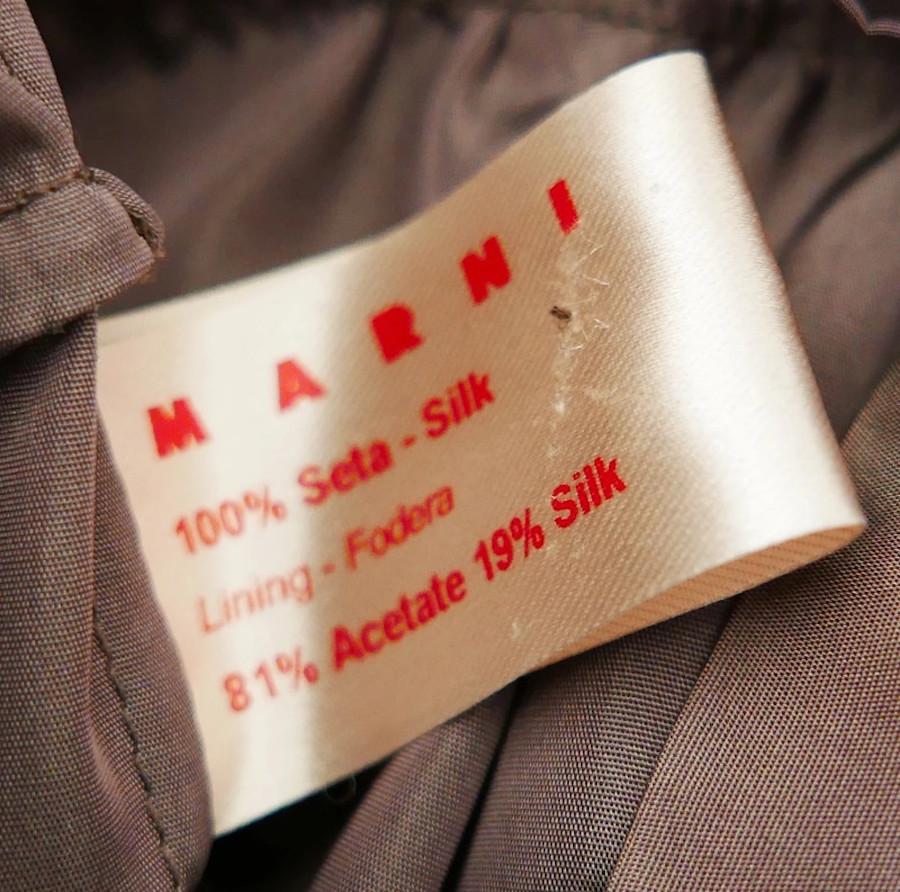 MARNI
100% Seta - Silk
Lining - Fodera
81% Acetate 19% Silk